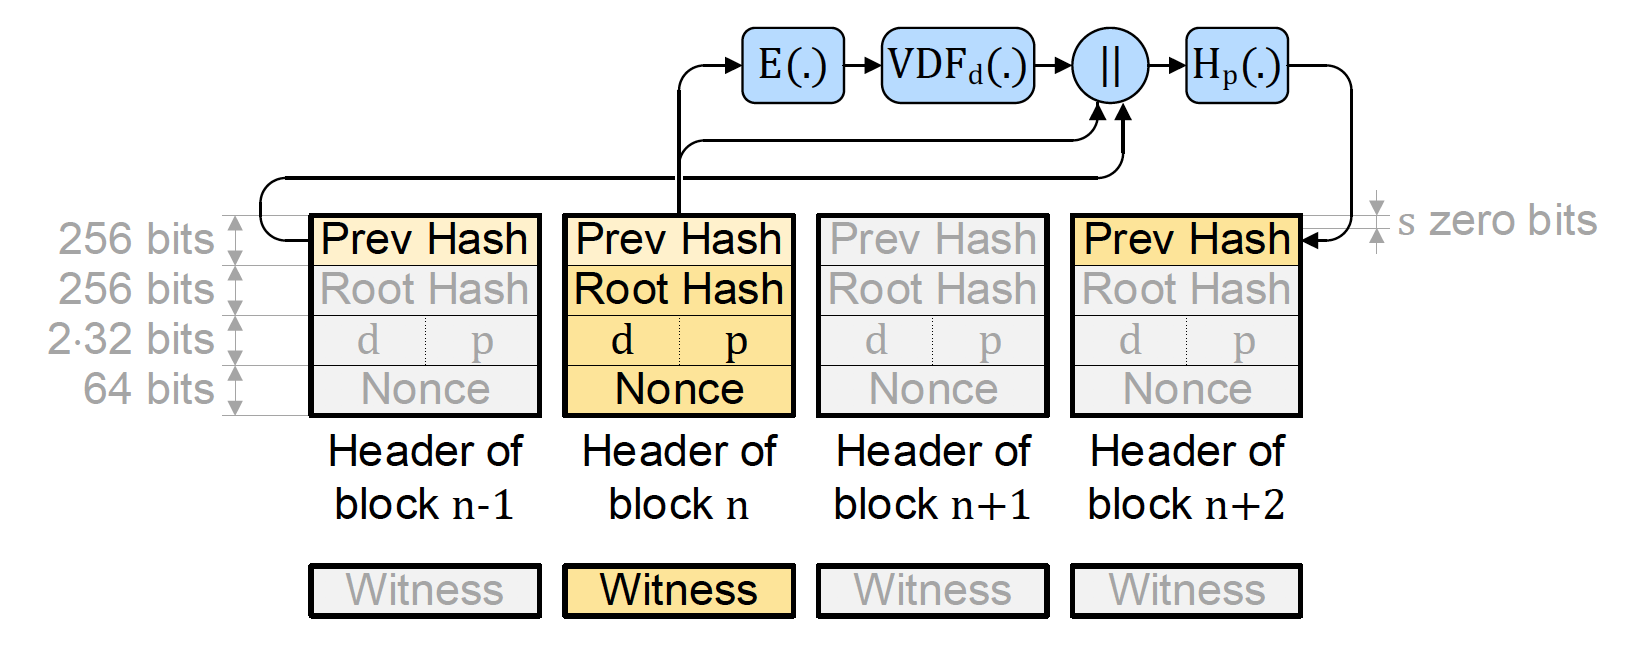 E(.) VDFd(.) || Hp(.)
256 bits Prev Hash Prev Hash Prev Hash Prev Hash s zero bits
256 bits Root Hash Root Hash Root Hash Root Hash
2·32 bits d p d p d p d p
64 bits Nonce Nonce Nonce Nonce
Header of Header of Header of Header of
block n-1 block n block n+1 block n+2
Witness Witness Witness Witness